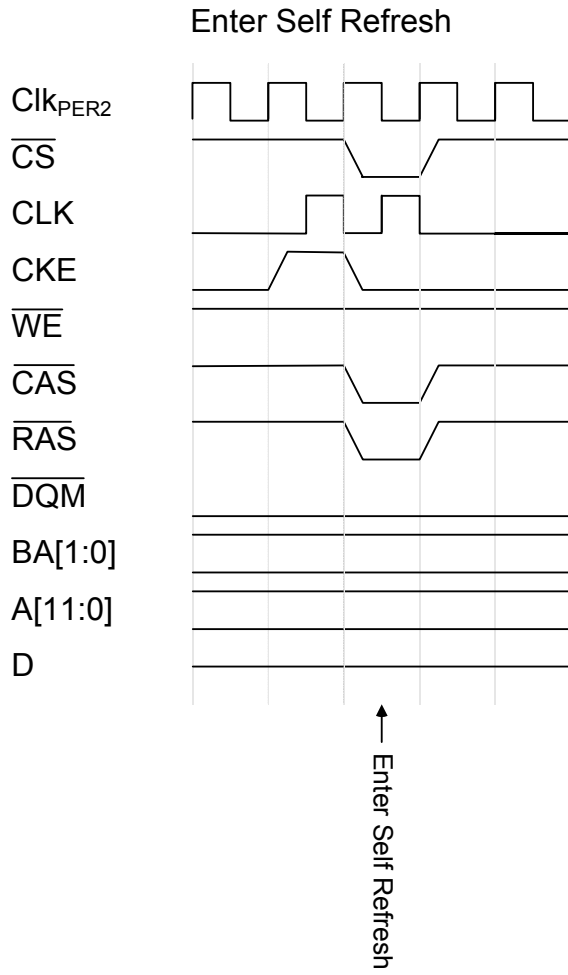 Enter Self Refresh
ClkPER2
CS
CLK
CKE
WE
CAS
RAS
DQM
BA[1:0]
A[11:0]
D
Enter Self Refresh